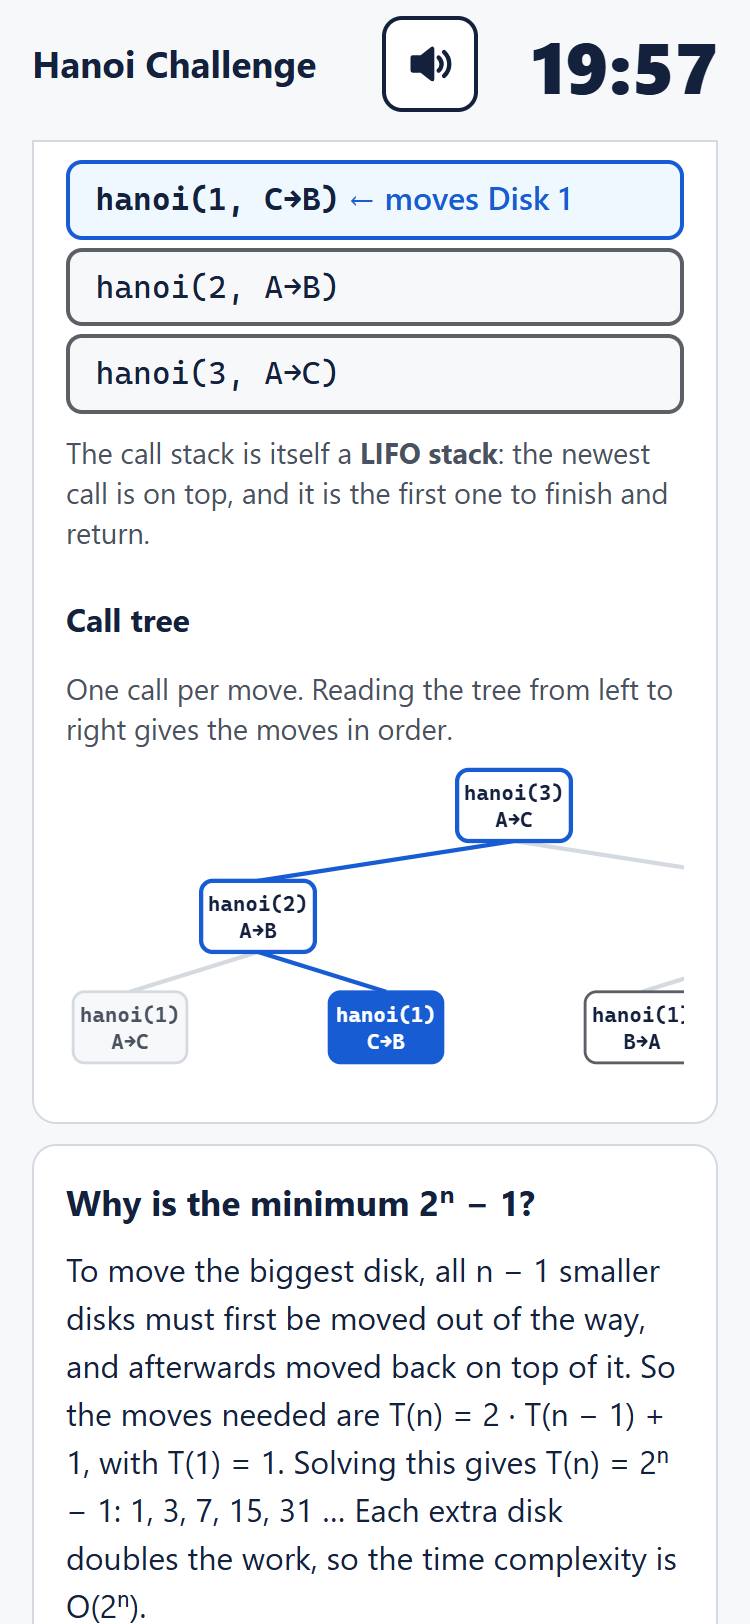 Hanoi Challenge
19:57
hanoi(1, C→B) ← moves Disk 1
hanoi(2, A→B)
hanoi(3, A→C)
The call stack is itself a LIFO stack: the newest
call is on top, and it is the first one to finish and
return.
Call tree
One call per move. Reading the tree from left to
right gives the moves in order.
hanoi(3)
A→C
hanoi(2)
A→B
hanoi(1)
A→C
hanoi(1)
C→B
hanoi(1)
B→A
Why is the minimum 2ⁿ − 1?
To move the biggest disk, all n − 1 smaller
disks must first be moved out of the way,
and afterwards moved back on top of it. So
the moves needed are T(n) = 2 · T(n − 1) +
1, with T(1) = 1. Solving this gives T(n) = 2ⁿ
− 1: 1, 3, 7, 15, 31 … Each extra disk
doubles the work, so the time complexity is
O(2ⁿ).